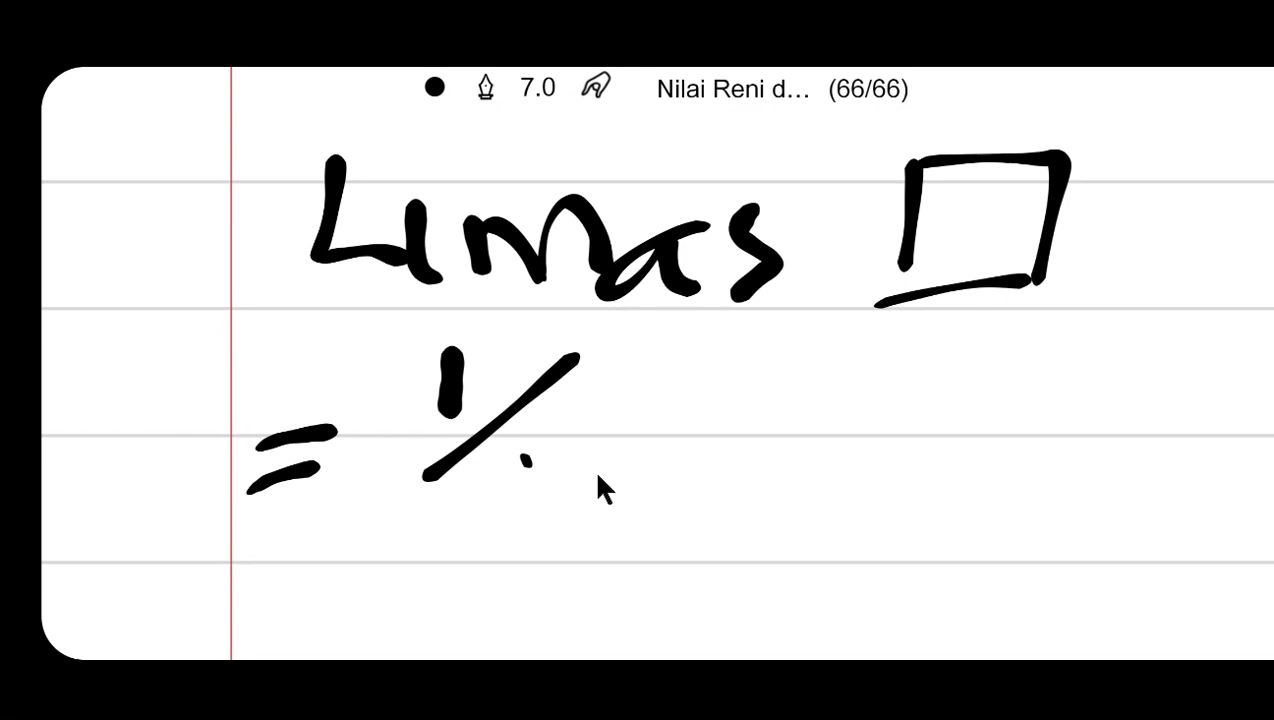 7.0 Nilai Reni d... (66/66)
Limas □
= 1/.